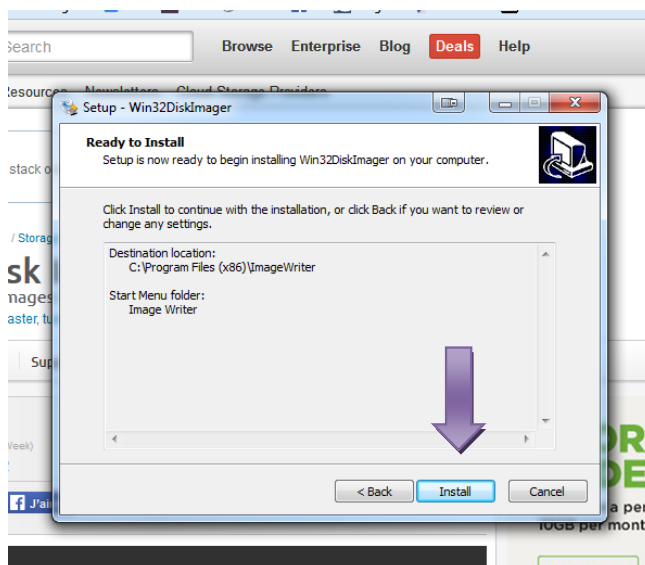 Search
Browse Enterprise Blog Deals Help
Setup - Win32DiskImager
Ready to Install
Setup is now ready to begin installing Win32DiskImager on your computer.
stack
Click Install to continue with the installation, or click Back if you want to review or
change any settings.
Destination location:
C:\Program Files (x86)\ImageWriter
Start Menu folder:
Image Writer
/ Storag
sk
mages
aster, tu
Sup
Week)
J'ai
< Back Install Cancel
a per
10GB per mont